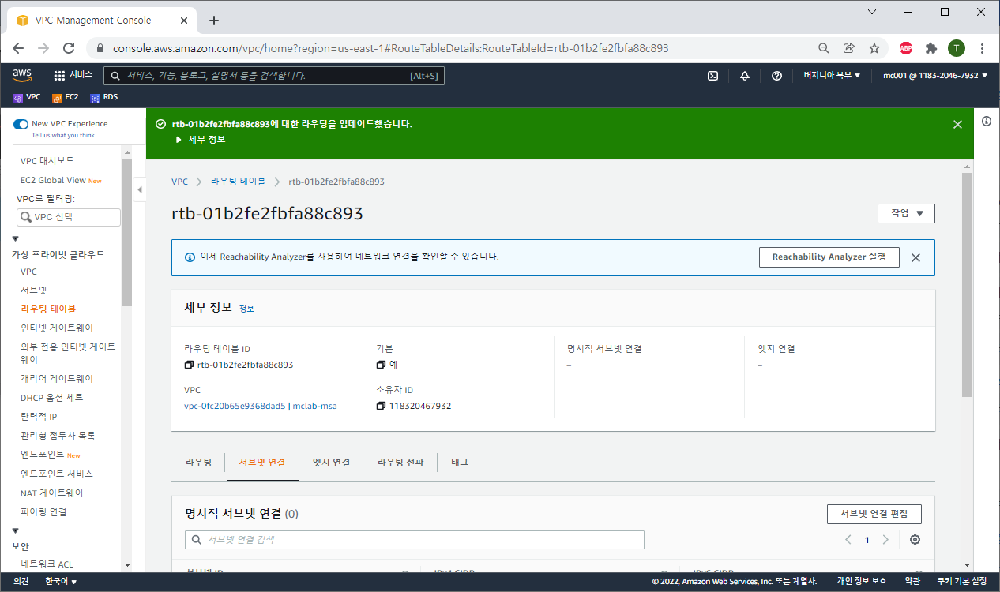 VPC Management Console
console.aws.amazon.com/vpc/home?region=us-east-1#RouteTableDetails:RouteTableId=rtb-01b2fe2fbfa88c893
ABP
T
aws
서비스
서비스, 기능, 블로그, 설명서 등을 검색합니다.
[Alt+S]
버지니아 북부
mc001 @ 1183-2046-7932
VPC
EC2
RDS
New VPC Experience
Tell us what you think
VPC 대시보드
EC2 Global View New
VPC로 필터링:
VPC 선택
가상 프라이빗 클라우드
VPC
서브넷
라우팅 테이블
인터넷 게이트웨이
외부 전용 인터넷 게이트
웨이
캐리어 게이트웨이
DHCP 옵션 세트
탄력적 IP
관리형 접두사 목록
엔드포인트 New
엔드포인트 서비스
NAT 게이트웨이
피어링 연결
보안
네트워크 ACL
rtb-01b2fe2fbfa88c893에 대한 라우팅을 업데이트했습니다.
세부 정보
VPC
라우팅 테이블
rtb-01b2fe2fbfa88c893
rtb-01b2fe2fbfa88c893
작업
이제 Reachability Analyzer를 사용하여 네트워크 연결을 확인할 수 있습니다.
Reachability Analyzer 실행
세부 정보 정보
라우팅 테이블 ID
rtb-01b2fe2fbfa88c893
VPC
vpc-0fc20b65e9368dad5 | mclab-msa
기본
예
소유자 ID
118320467932
명시적 서브넷 연결
–
엣지 연결
–
라우팅
서브넷 연결
엣지 연결
라우팅 전파
태그
명시적 서브넷 연결 (0)
서브넷 연결 편집
서브넷 연결 검색
1
서브넷 ID
IPv4 CIDR
IPv6 CIDR
의견
한국어
© 2022, Amazon Web Services, Inc. 또는 계열사.
개인 정보 보호
약관
쿠키 기본 설정